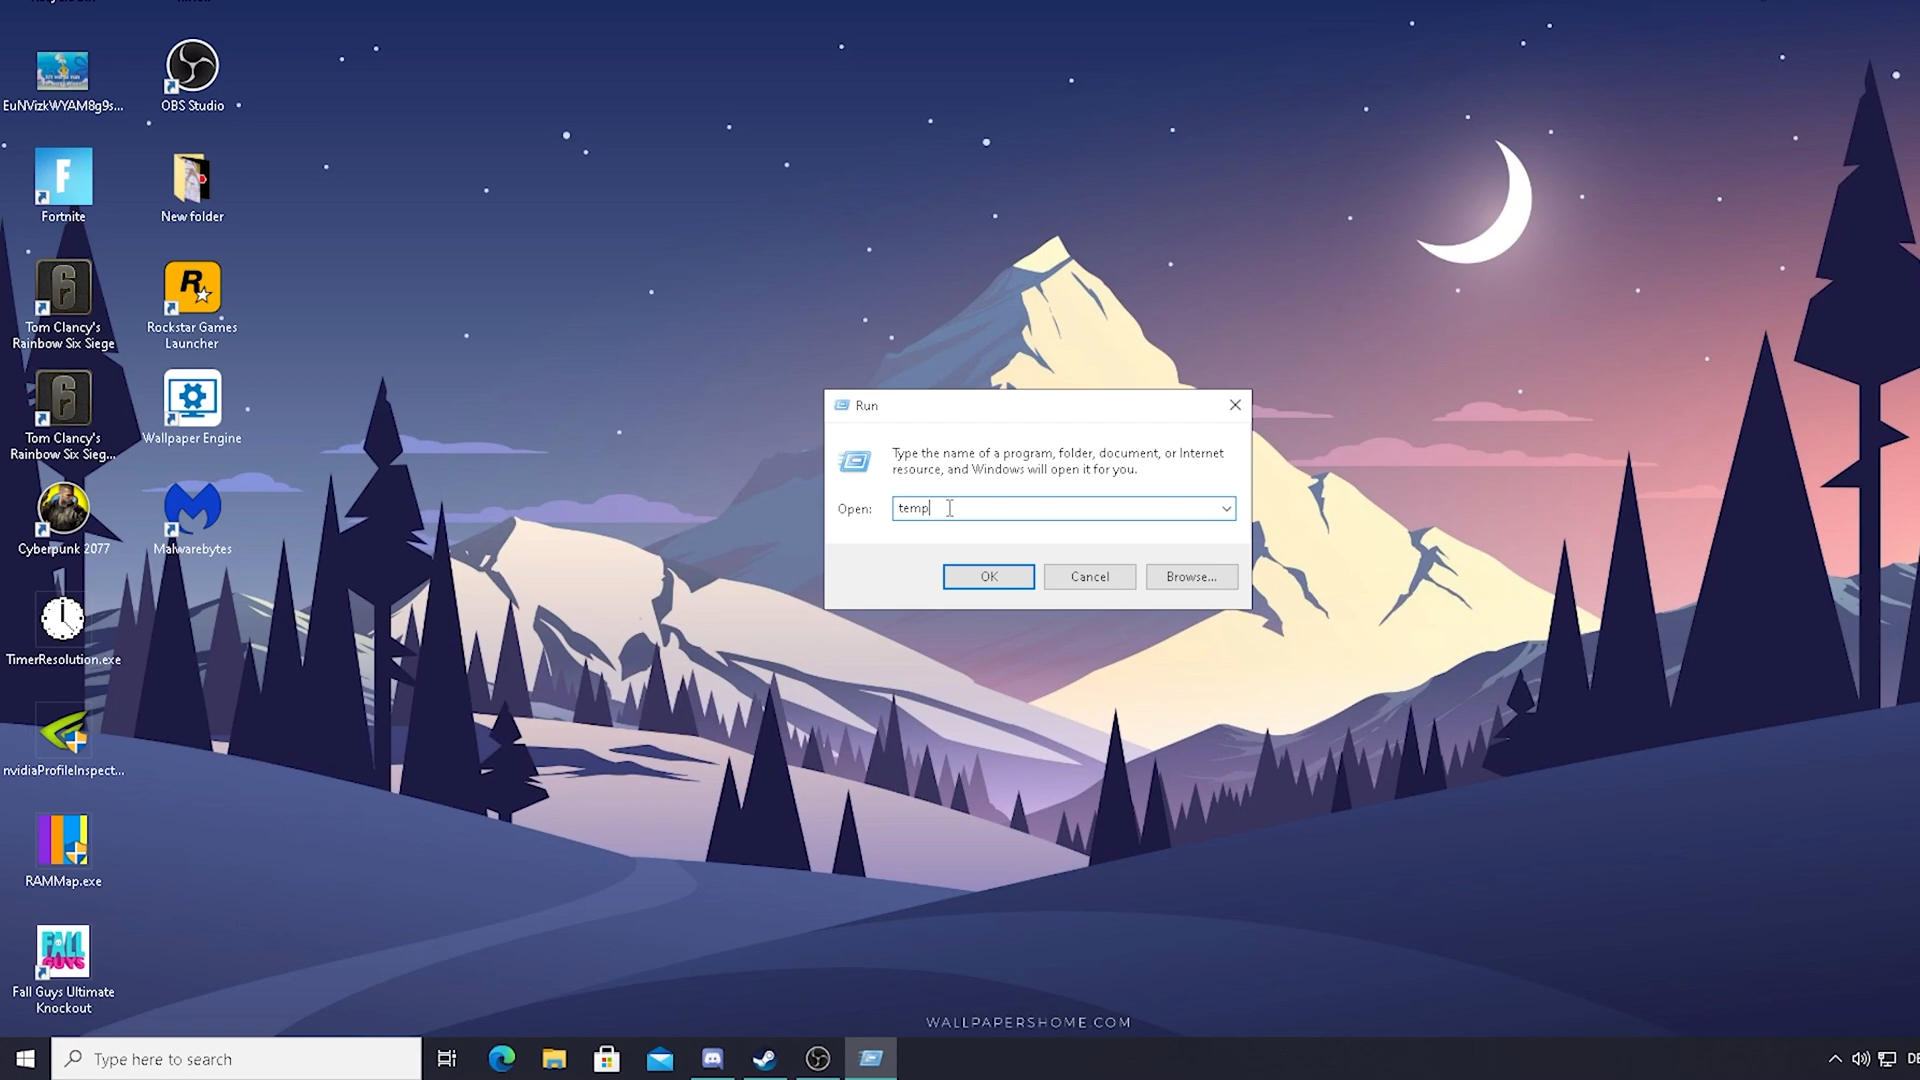 EuNVizkWYAM8g9s...
OBS Studio
Fortnite
New folder
Tom Clancy's
Rainbow Six Siege
Rockstar Games
Launcher
Tom Clancy's
Rainbow Six Sieg...
Wallpaper Engine
Cyberpunk 2077
Malwarebytes
TimerResolution.exe
nvidiaProfileInspect...
RAMMap.exe
FALL
GUYS
Fall Guys Ultimate
Knockout
Run
Type the name of a program, folder, document, or Internet
resource, and Windows will open it for you.
Open:
temp
OK
Cancel
Browse...
WALLPAPERSHOME.COM
Type here to search
DE